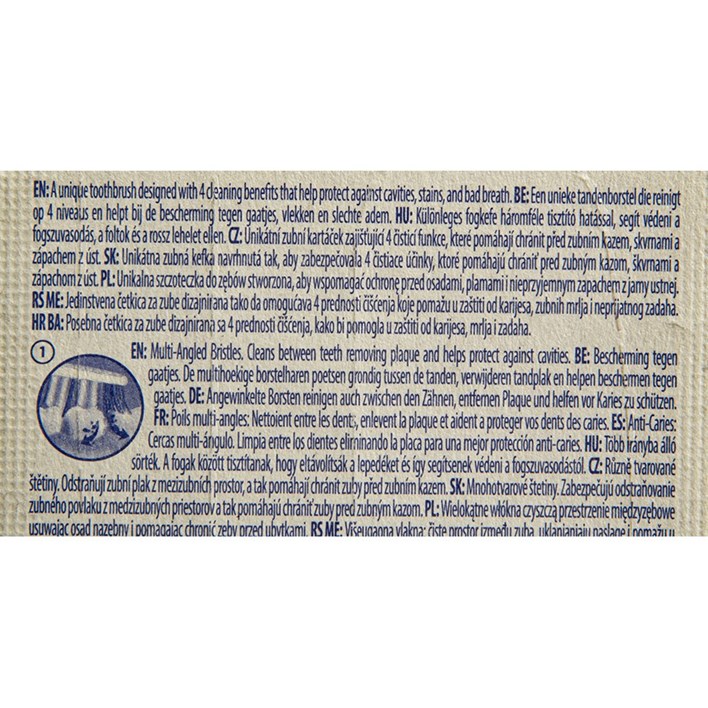 EN: A unique toothbrush designed with 4 cleaning benefits that help protect against cavities, stains, and bad breath. BE: Een unieke tandenborstel die reinigt
op 4 niveaus en helpt bij de bescherming tegen gaatjes, vlekken en slechte adem. HU: Különleges fogkefe háromféle tisztító hatással, segít védeni a
fogszuvasodás, a foltok és a rossz lehelet ellen. CZ: Unikátní zubní kartáček zajišťující 4 čisticí funkce, které pomáhají chránit před zubním kazem, skvrnami a
zápachem z úst. SK: Unikátna zubná kefka navrhnutá tak, aby zabezpečovala 4 čistiace účinky, ktoré pomáhajú chrániť pred zubným kazom, škvrnami a
zápachom z úst. PL: Unikalna szczoteczka do zębów stworzona, aby wspomagać ochronę przed osadami, plamami i nieprzyjemnym zapachem z jamy ustnej.
RS ME: Jedinstvena četkica za zube dizajnirana tako da omogućava 4 prednosti čišćenja koje pomažu u zaštiti od karijesa, zubnih mrlja i neprijatnog zadaha.
HR BA: Posebna četkica za zube dizajnirana sa 4 prednosti čišćenja, kako bi pomogla u zaštiti od karijesa, mrlja i zadaha.
1 EN: Multi-Angled Bristles. Cleans between teeth removing plaque and helps protect against cavities. BE: Bescherming tegen
gaatjes. De multihoekige borstelharen poetsen grondig tussen de tanden, verwijderen tandplak en helpen beschermen tegen
gaatjes. DE: Angewinkelte Borsten reinigen auch zwischen den Zähnen, entfernen Plaque und helfen vor Karies zu schützen.
FR: Poils multi-angles: Nettoient entre les dents, enlevent la plaque et aident a proteger vos dents des caries. ES: Anti-Caries:
Cercas multi-ángulo. Limpia entre los dientes eliminando la placa para una mejor protección anti-caries. HU: Több irányba álló
sörték. A fogak között tisztítanak, hogy eltávolítsák a lepedéket és így segítsenek védeni a fogszuvasodástól. CZ: Různě tvarované
štětiny. Odstraňují zubní plak z mezizubních prostor, a tak pomáhají chránit zuby před zubním kazem. SK: Mnohotvarové štetiny. Zabezpečujú odstraňovanie
zubného povlaku z medzizubných priestorov a tak pomáhajú chrániť zuby pred zubným kazom. PL: Wielokątne włókna czyszczą przestrzenie międzyzębowe
usuwając osad nazębny i pomagając chronić zęby przed ubytkami. RS ME: Višeugaona vlakna: čiste prostor između zuba, uklanjanjaju naslage i pomažu u